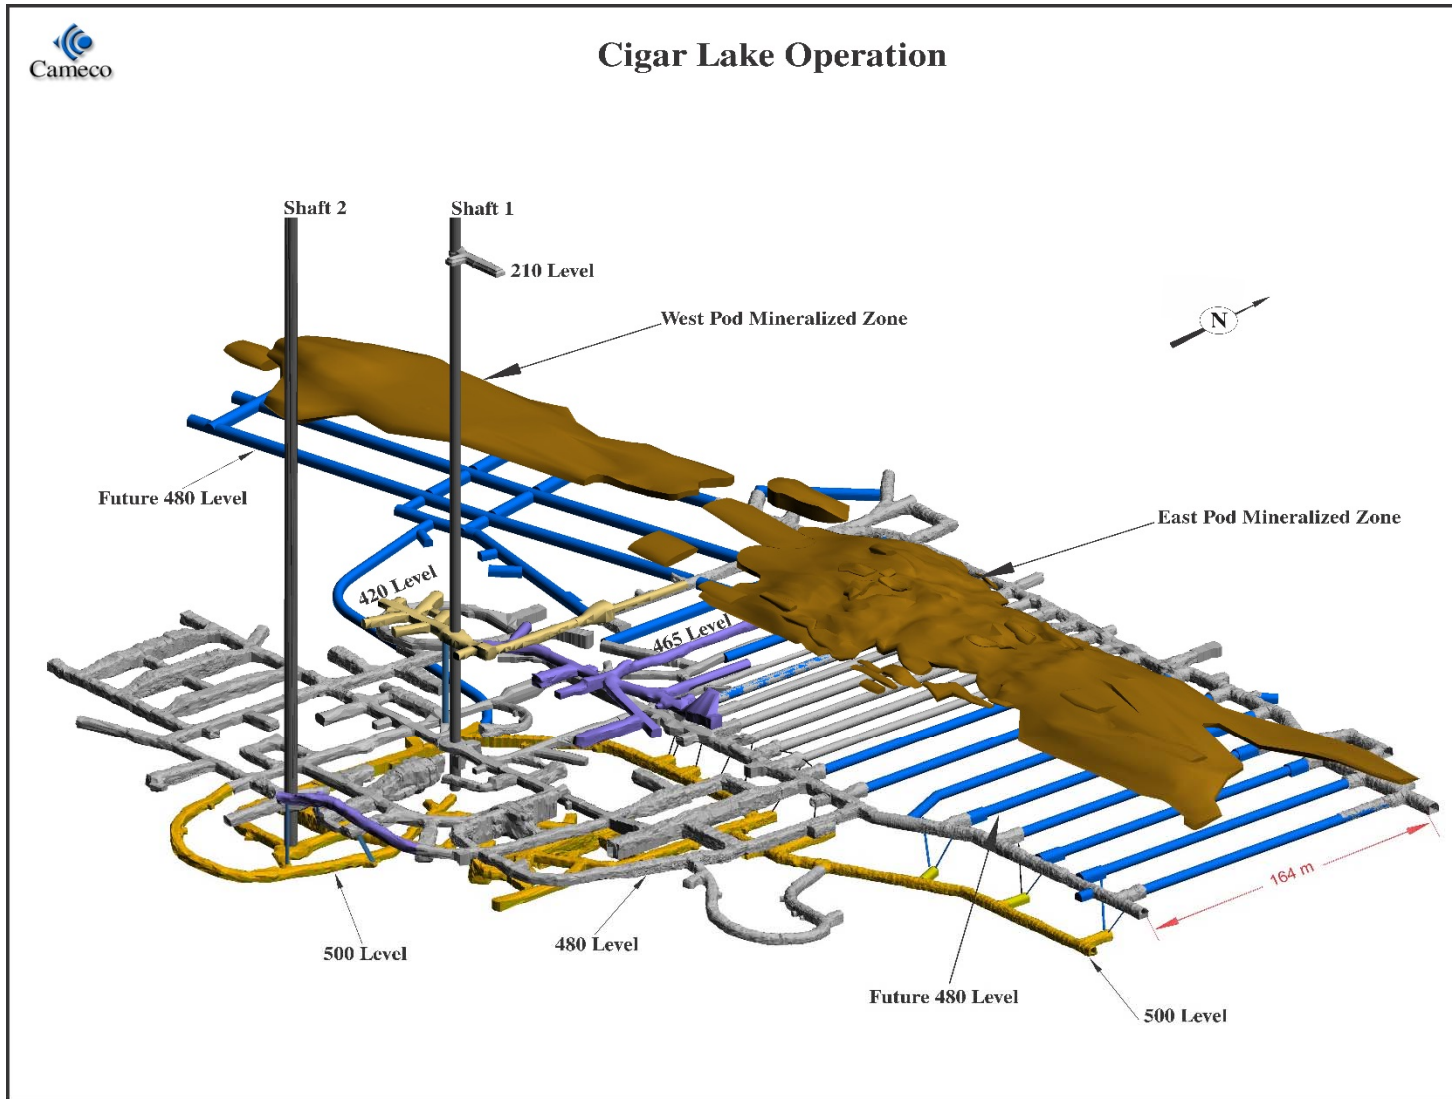 Cameco
Cigar Lake Operation
Shaft 2
Shaft 1
210 Level
West Pod Mineralized Zone
N
Future 480 Level
East Pod Mineralized Zone
420 Level
465 Level
164 m
500 Level
480 Level
Future 480 Level
500 Level